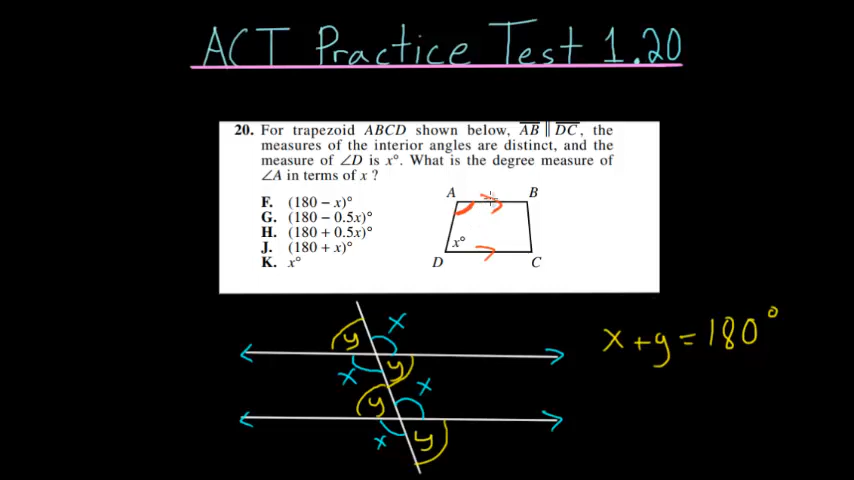 ACT Practice Test 1.20
20. For trapezoid ABCD shown below, AB ∥ DC, the
measures of the interior angles are distinct, and the
measure of ∠D is x°. What is the degree measure of
∠A in terms of x ?
F. (180 − x)°
G. (180 − 0.5x)°
H. (180 + 0.5x)°
J. (180 + x)°
K. x°
A B
x°
D C
x
y
x + y = 180°
x y
x
y
x y